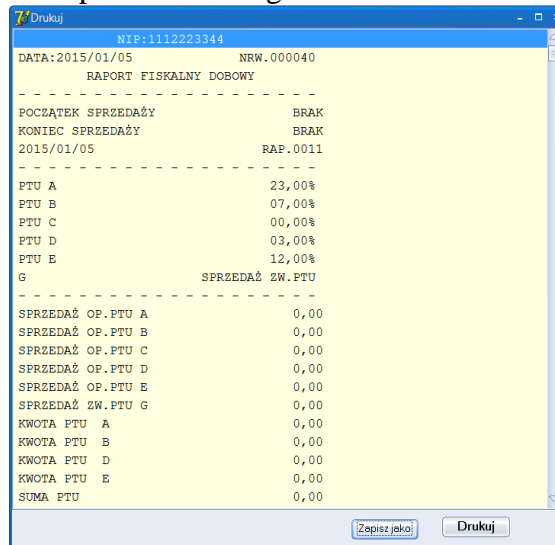 Drukuj
NIP:1112223344
DATA:2015/01/05 NRW.000040
RAPORT FISKALNY DOBOWY
- - - - - - - - - - - - - - - - - - - -
POCZĄTEK SPRZEDAŻY BRAK
KONIEC SPRZEDAŻY BRAK
2015/01/05 RAP.0011
- - - - - - - - - - - - - - - - - - - -
PTU A 23,00%
PTU B 07,00%
PTU C 00,00%
PTU D 03,00%
PTU E 12,00%
G SPRZEDAŻ ZW.PTU
- - - - - - - - - - - - - - - - - - - -
SPRZEDAŻ OP.PTU A 0,00
SPRZEDAŻ OP.PTU B 0,00
SPRZEDAŻ OP.PTU C 0,00
SPRZEDAŻ OP.PTU D 0,00
SPRZEDAŻ OP.PTU E 0,00
SPRZEDAŻ ZW.PTU G 0,00
KWOTA PTU A 0,00
KWOTA PTU B 0,00
KWOTA PTU D 0,00
KWOTA PTU E 0,00
SUMA PTU 0,00
Zapisz jako Drukuj